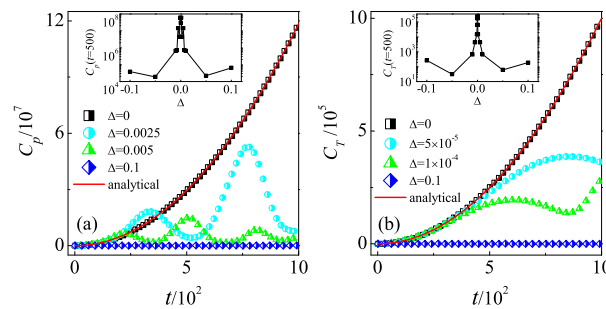 C_p/10^7
12
6
0
0
5
10
t/10^2
(a)
Δ=0
Δ=0.0025
Δ=0.005
Δ=0.1
analytical
C_p(t=500)
10^8
10^6
10^4
-0.1
0.0
0.1
Δ
C_T/10^5
10
5
0
0
5
10
t/10^2
(b)
Δ=0
Δ=5×10^-5
Δ=1×10^-4
Δ=0.1
analytical
C_T(t=500)
10^5
10^3
10^1
-0.1
0.0
0.1
Δ